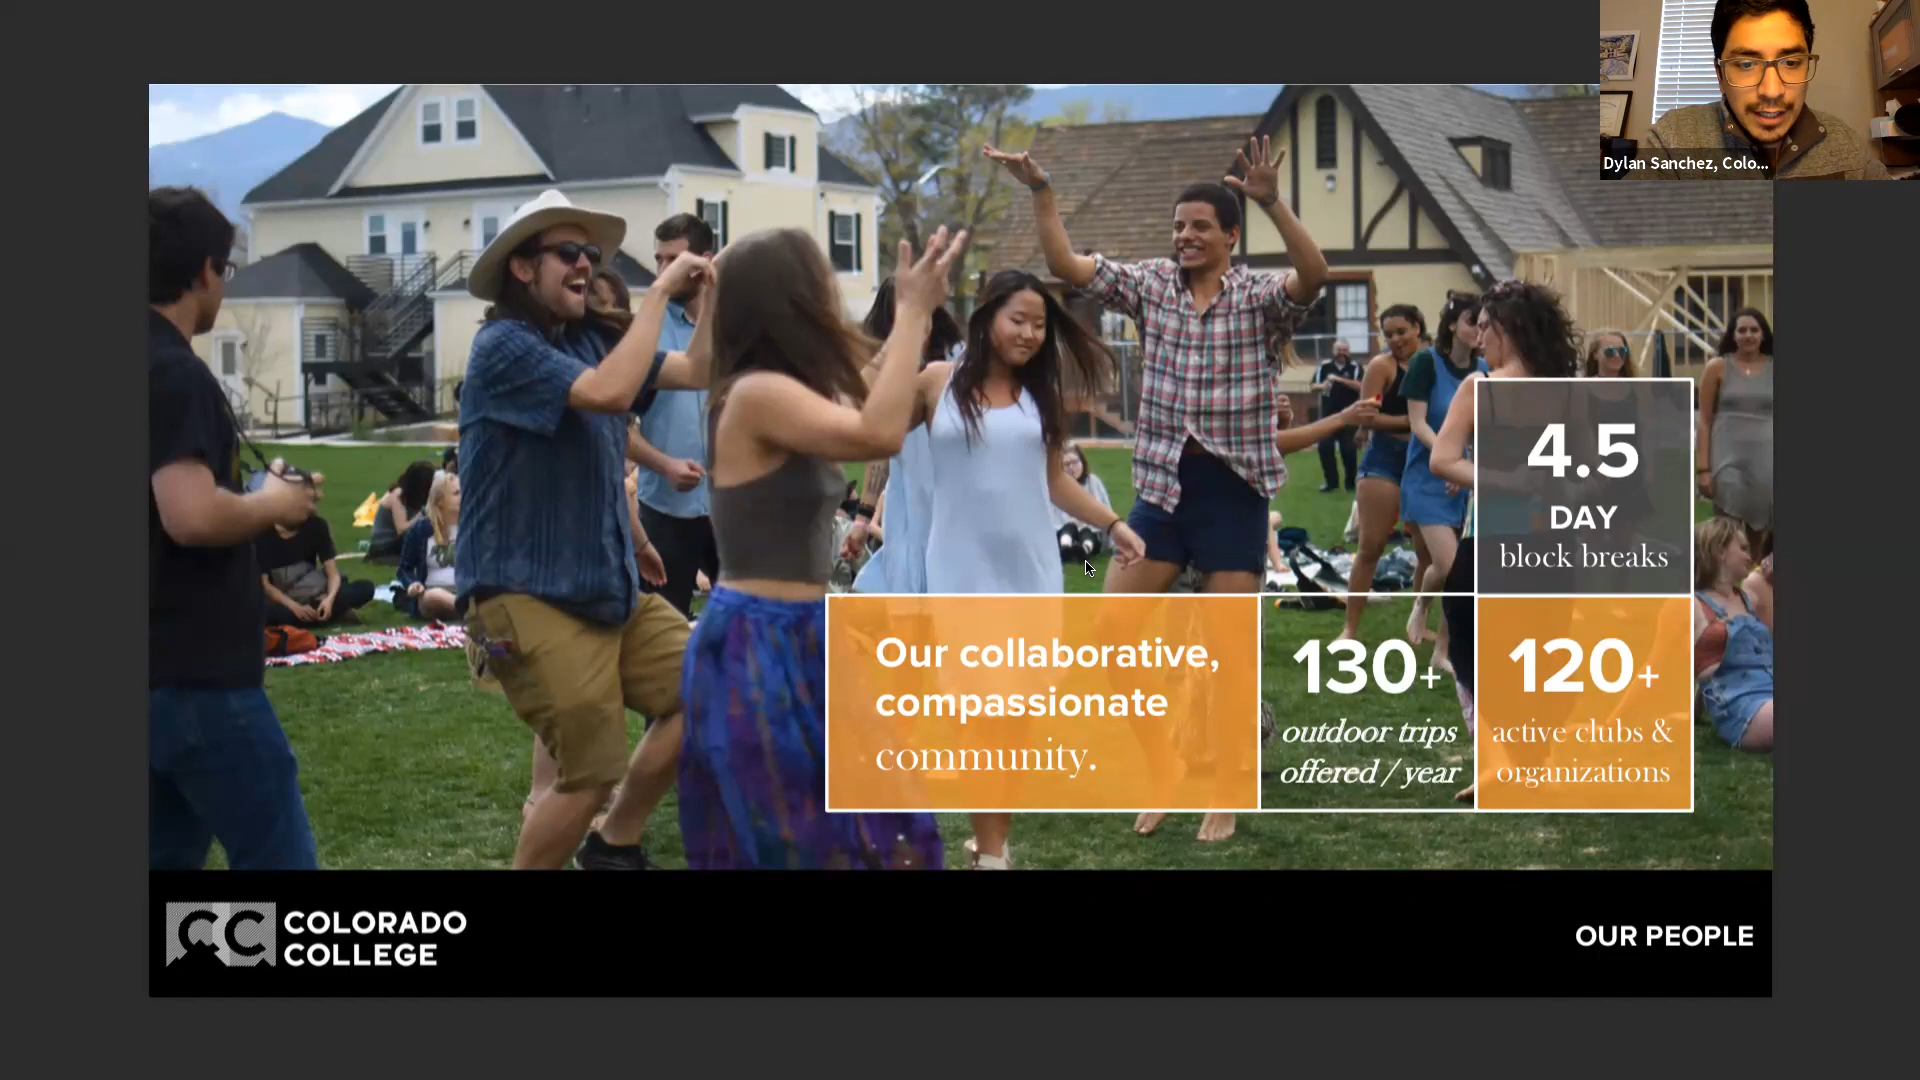 Dylan Sanchez, Colo...
4.5
DAY
block breaks
Our collaborative,
compassionate
community.
130+
outdoor trips
offered / year
120+
active clubs &
organizations
CC
COLORADO
COLLEGE
OUR PEOPLE